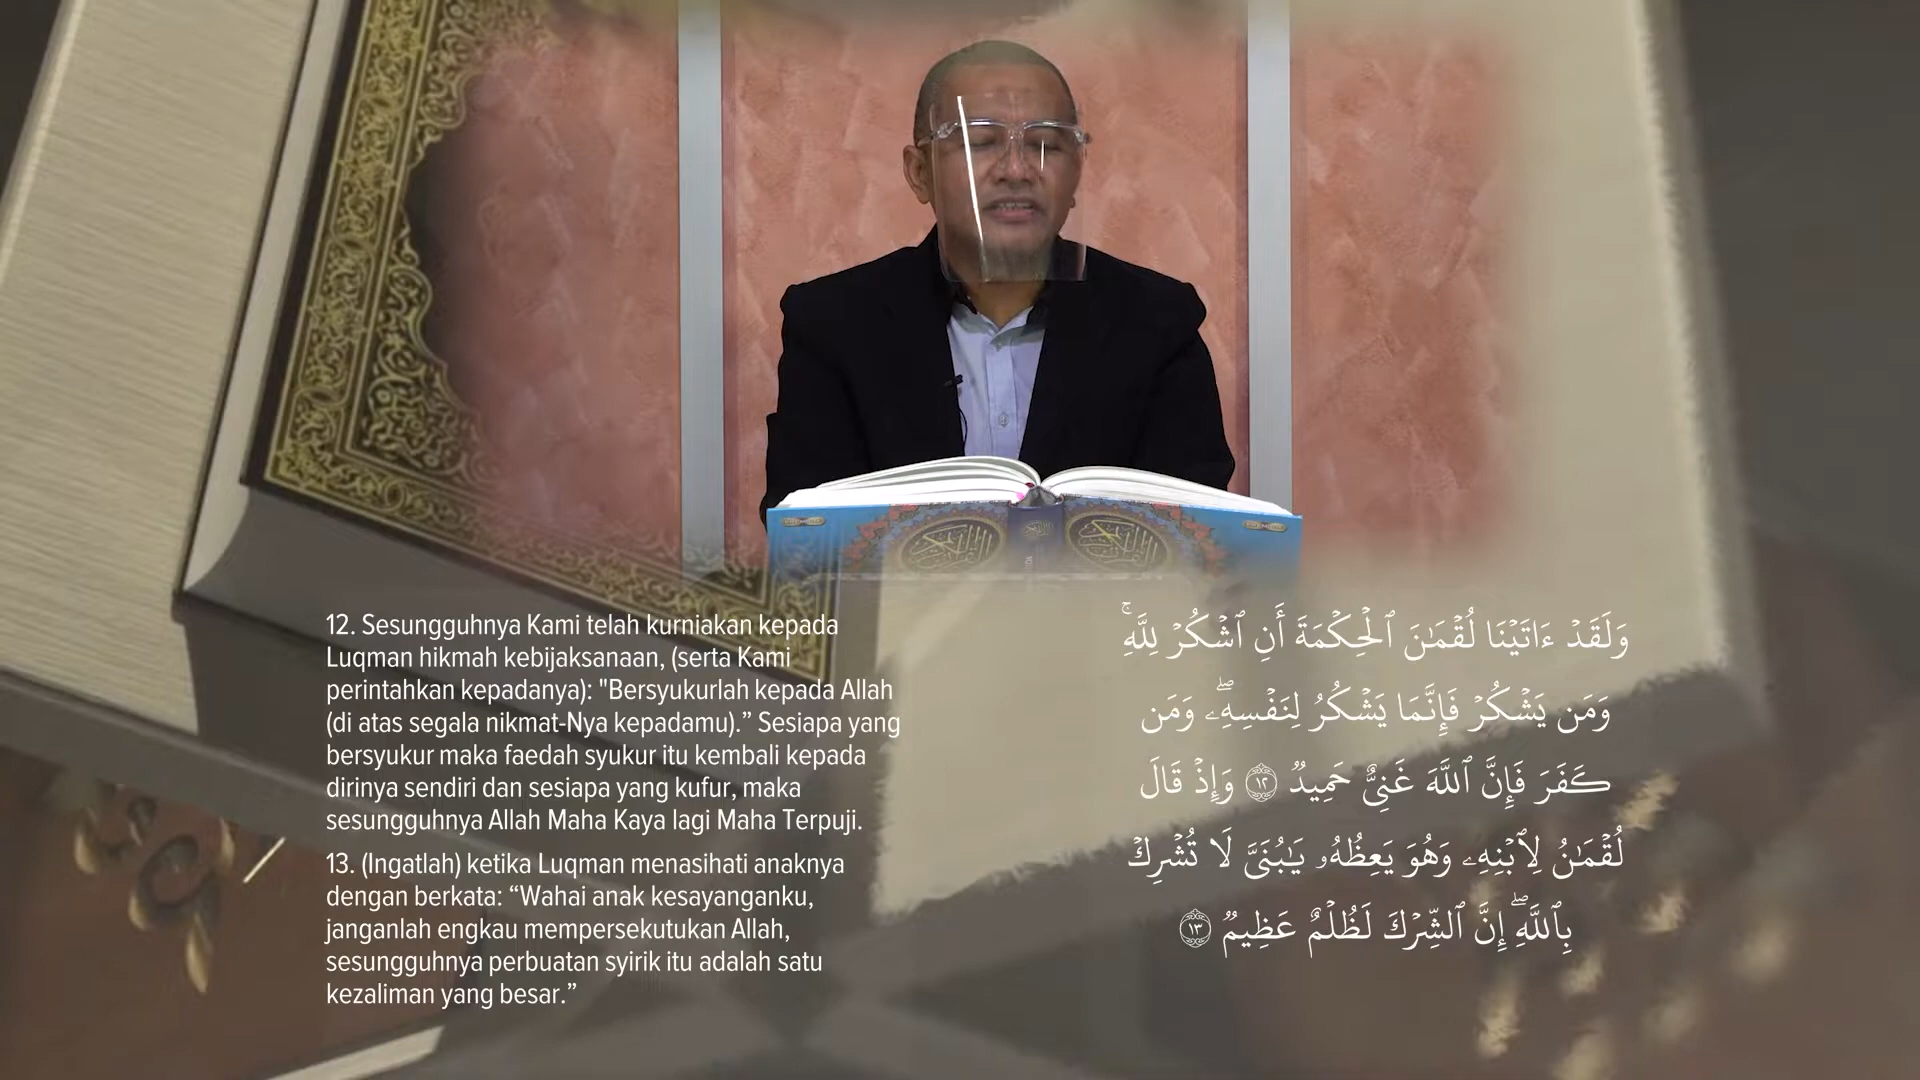 12. Sesungguhnya Kami telah kurniakan kepada
Luqman hikmah kebijaksanaan, (serta Kami
perintahkan kepadanya): "Bersyukurlah kepada Allah
(di atas segala nikmat-Nya kepadamu).” Sesiapa yang
bersyukur maka faedah syukur itu kembali kepada
dirinya sendiri dan sesiapa yang kufur, maka
sesungguhnya Allah Maha Kaya lagi Maha Terpuji.
13. (Ingatlah) ketika Luqman menasihati anaknya
dengan berkata: “Wahai anak kesayanganku,
janganlah engkau mempersekutukan Allah,
sesungguhnya perbuatan syirik itu adalah satu
kezaliman yang besar.”
وَلَقَدۡ ءَاتَيۡنَا لُقۡمَٰنَ ٱلۡحِكۡمَةَ أَنِ ٱشۡكُرۡ لِلَّهِۚ
وَمَن يَشۡكُرۡ فَإِنَّمَا يَشۡكُرُ لِنَفۡسِهِۦۖ وَمَن
كَفَرَ فَإِنَّ ٱللَّهَ غَنِيٌّ حَمِيدٞ ١٢ وَإِذۡ قَالَ
لُقۡمَٰنُ لِٱبۡنِهِۦ وَهُوَ يَعِظُهُۥ يَٰبُنَيَّ لَا تُشۡرِكۡ
بِٱللَّهِۖ إِنَّ ٱلشِّرۡكَ لَظُلۡمٌ عَظِيمٞ ١٣